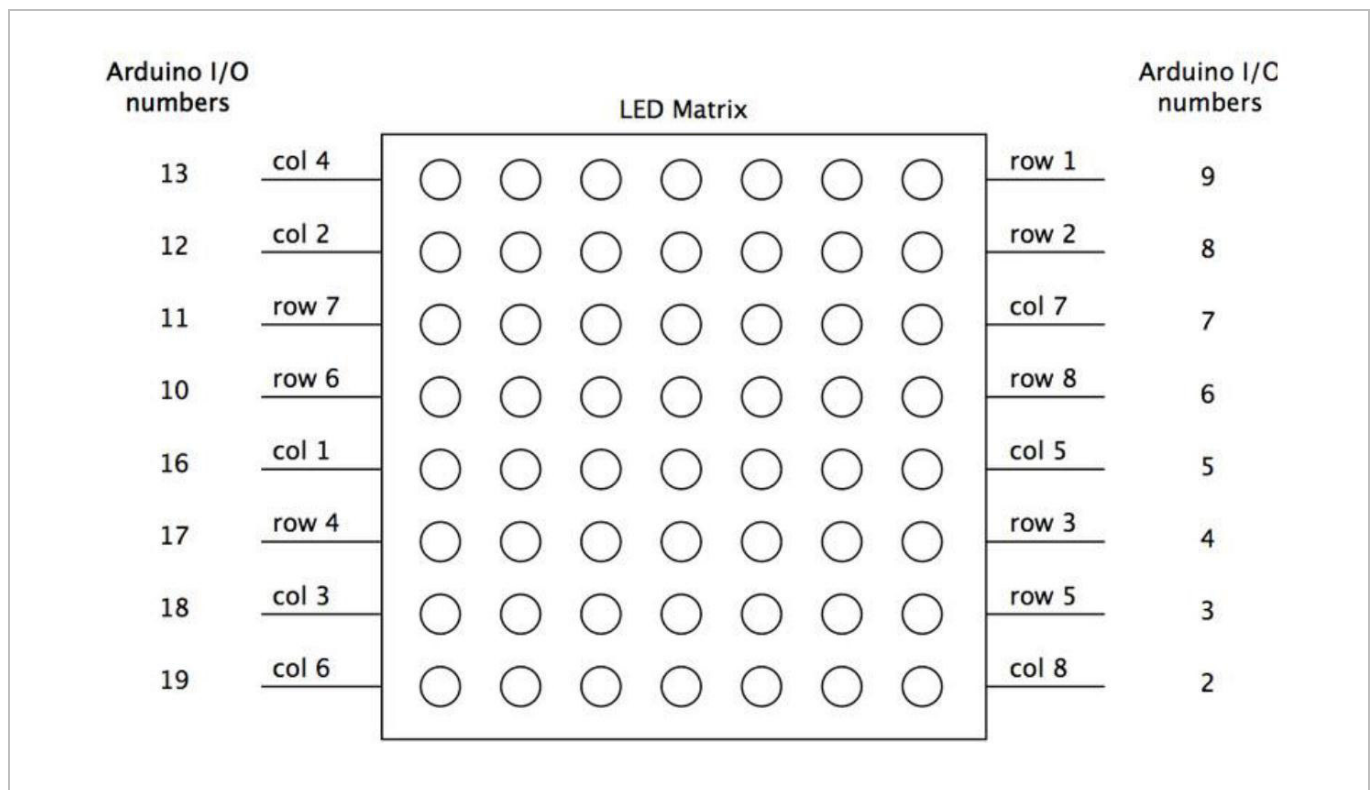 Arduino I/O
numbers
Arduino I/O
numbers
LED Matrix
13 col 4 row 1 9
12 col 2 row 2 8
11 row 7 col 7 7
10 row 6 row 8 6
16 col 1 col 5 5
17 row 4 row 3 4
18 col 3 row 5 3
19 col 6 col 8 2